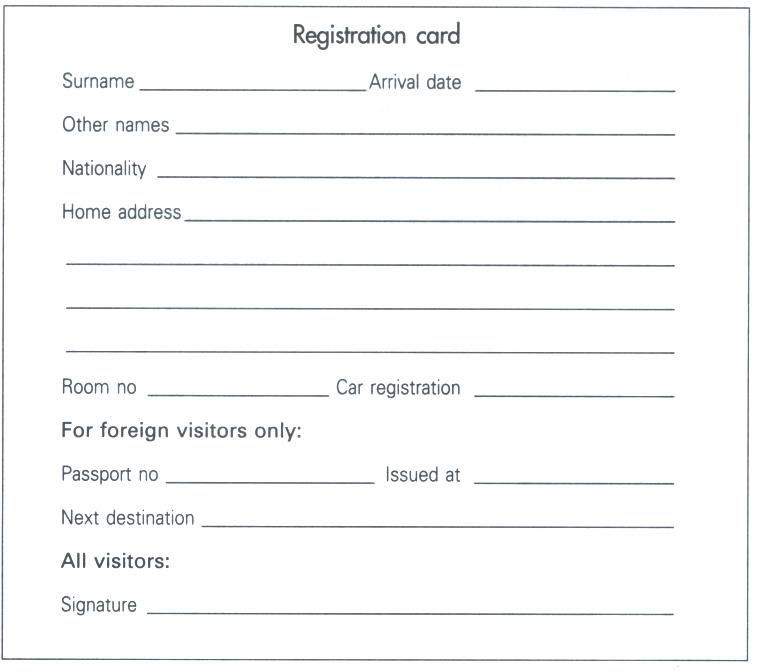 Registration card
Surname Arrival date
Other names
Nationality
Home address
Room no Car registration
For foreign visitors only:
Passport no Issued at
Next destination
All visitors:
Signature